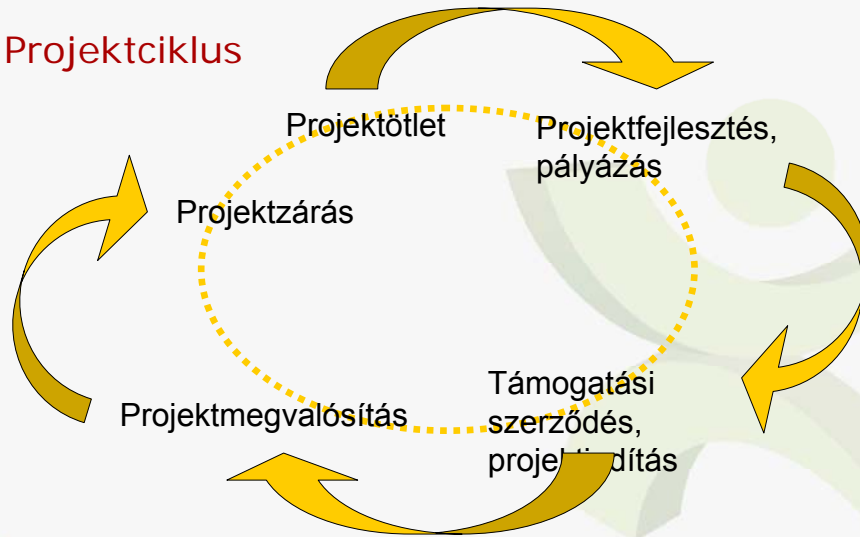 Projektciklus
Projektötlet
Projektfejlesztés,
pályázás
Támogatási
szerződés,
Projektmegvalósítás
Projektzárás